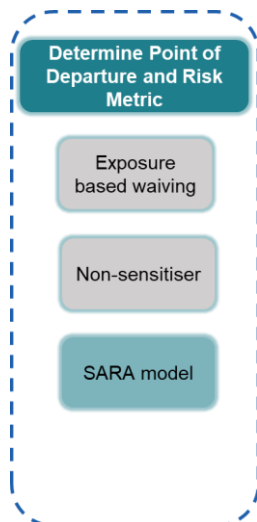 Determine Point of
Departure and Risk
Metric
Exposure
based waiving
Non-sensitiser
SARA model